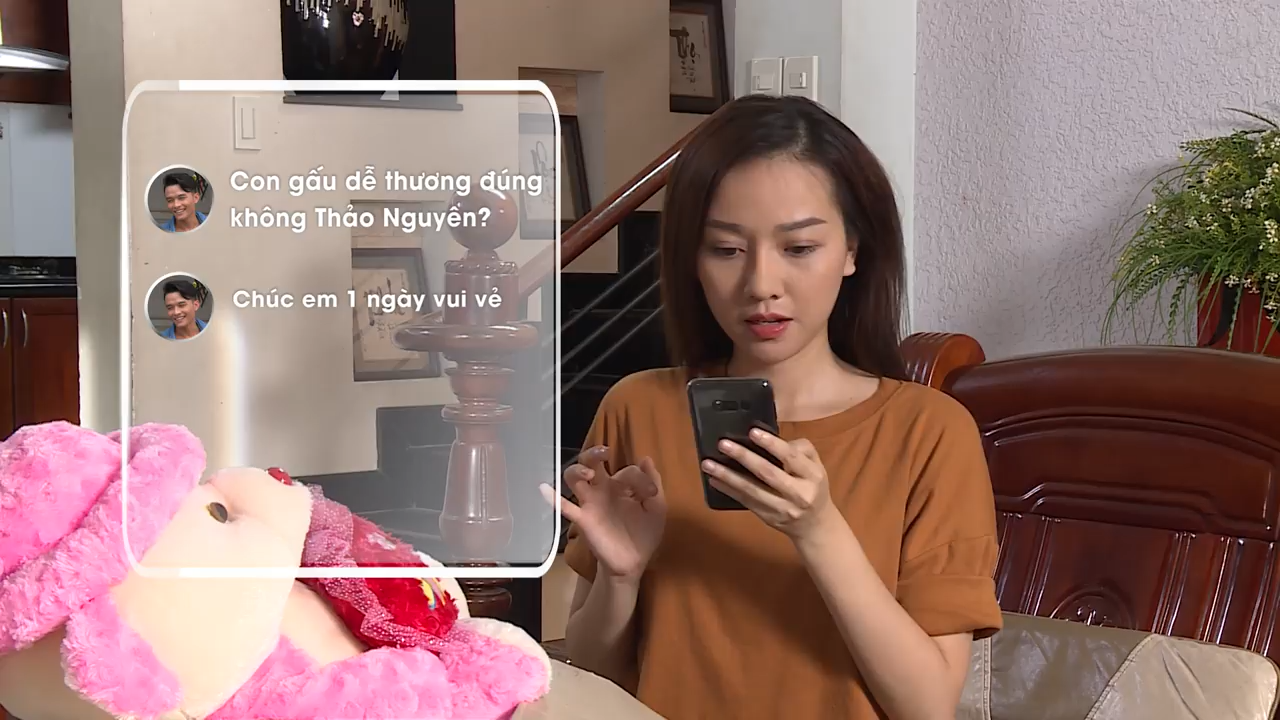 Con gấu dễ thương đúng
không Thảo Nguyên?
Chúc em 1 ngày vui vẻ